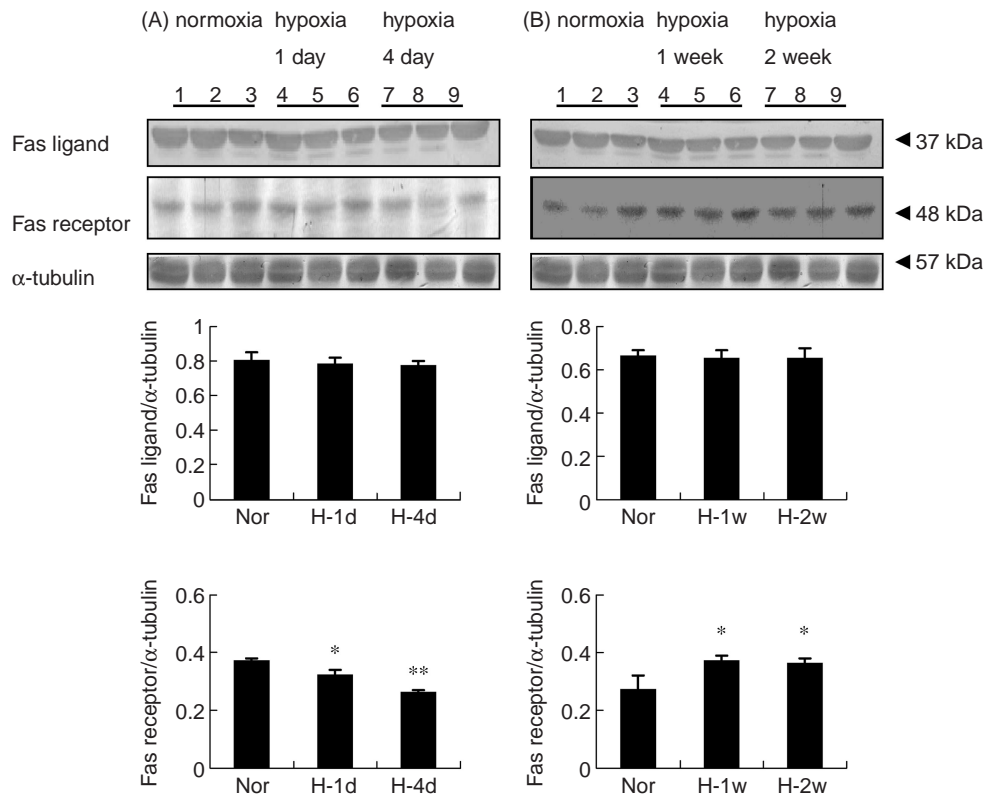 (A) normoxia hypoxia hypoxia
1 day 4 day
1 2 3 4 5 6 7 8 9
(B) normoxia hypoxia hypoxia
1 week 2 week
1 2 3 4 5 6 7 8 9
Fas ligand
◄ 37 kDa
Fas receptor
◄ 48 kDa
α-tubulin
◄ 57 kDa
Fas ligand/α-tubulin
1
0.8
0.6
0.4
0.2
0
Nor H-1d H-4d
Fas ligand/α-tubulin
0.8
0.6
0.4
0.2
0
Nor H-1w H-2w
Fas receptor/α-tubulin
0.6
0.4
0.2
0
* **
Nor H-1d H-4d
Fas receptor/α-tubulin
0.6
0.4
0.2
0
* *
Nor H-1w H-2w